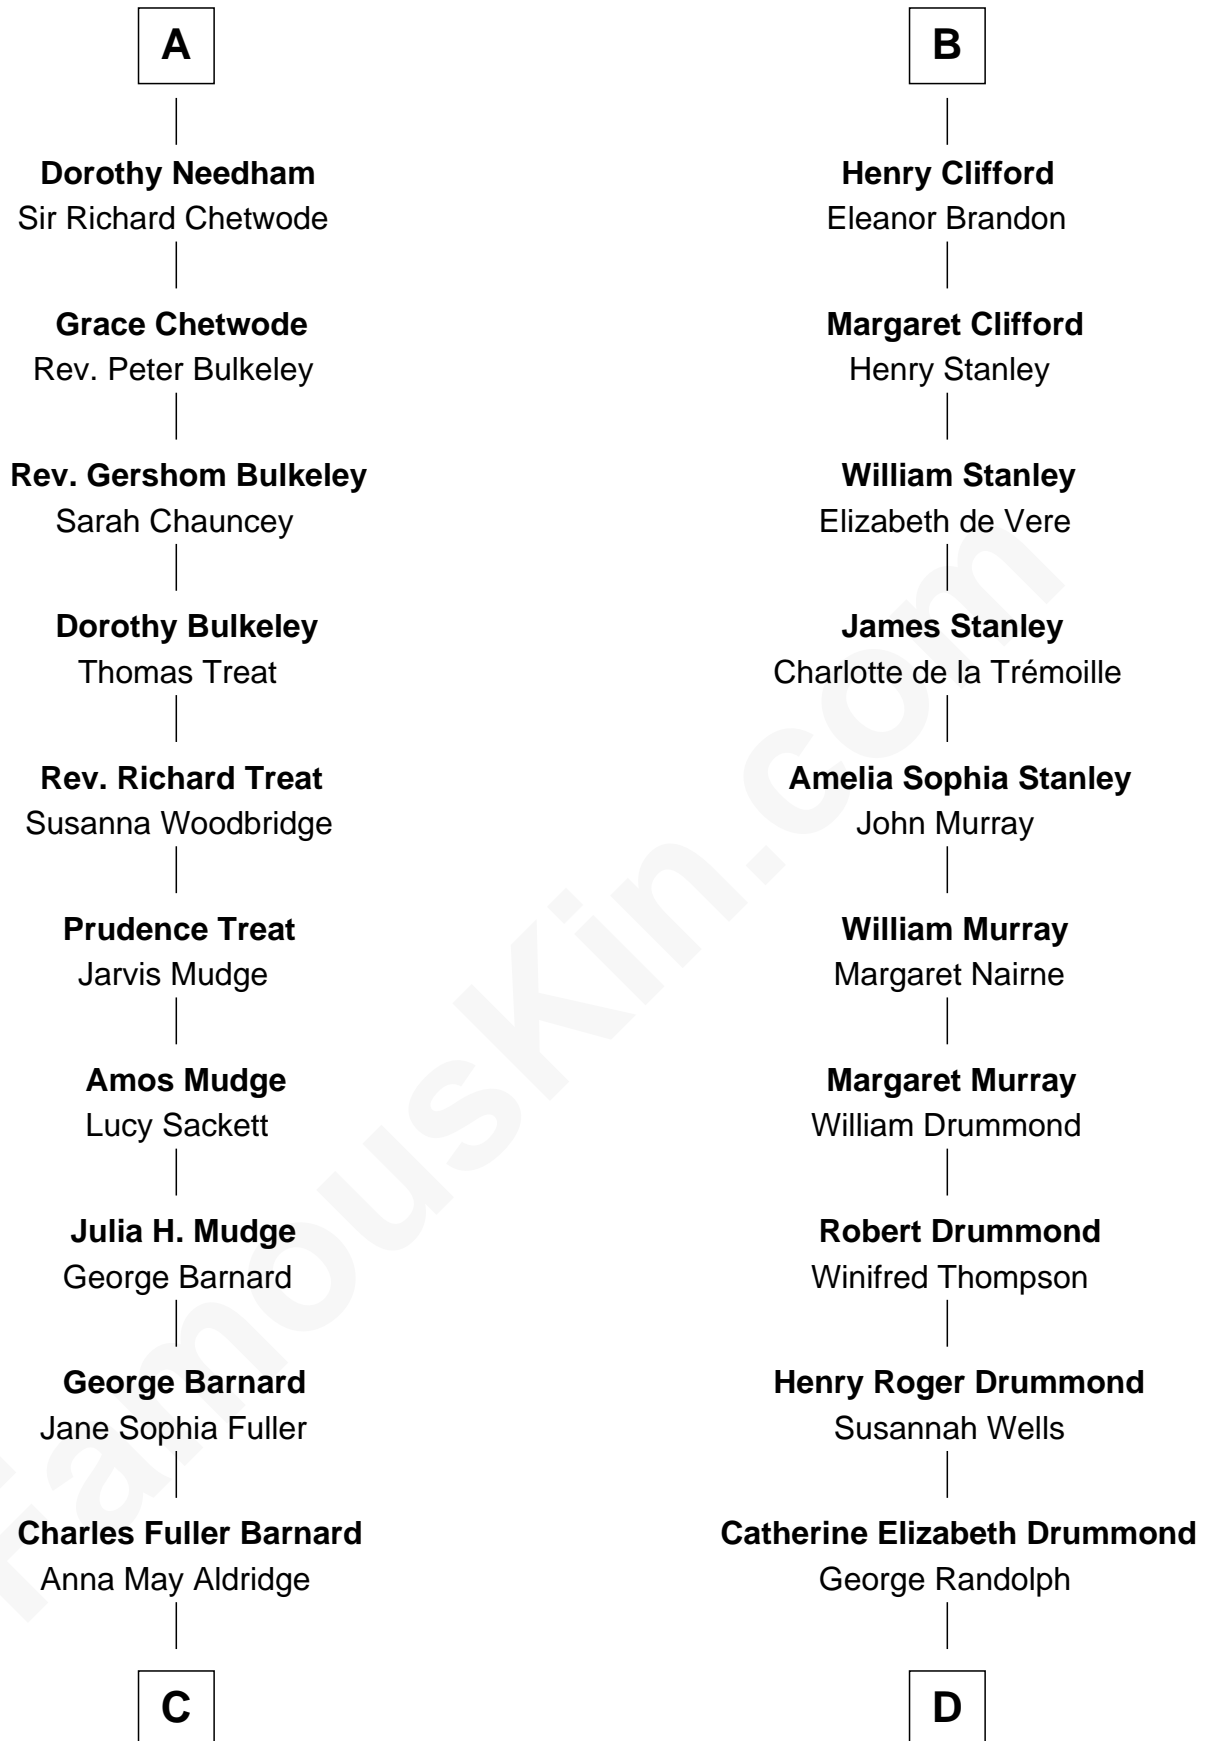 A
Dorothy Needham
Sir Richard Chetwode
Grace Chetwode
Rev. Peter Bulkeley
Rev. Gershom Bulkeley
Sarah Chauncey
Dorothy Bulkeley
Thomas Treat
Rev. Richard Treat
Susanna Woodbridge
Prudence Treat
Jarvis Mudge
Amos Mudge
Lucy Sackett
Julia H. Mudge
George Barnard
George Barnard
Jane Sophia Fuller
Charles Fuller Barnard
Anna May Aldridge
C
B
Henry Clifford
Eleanor Brandon
Margaret Clifford
Henry Stanley
William Stanley
Elizabeth de Vere
James Stanley
Charlotte de la Trémoille
Amelia Sophia Stanley
John Murray
William Murray
Margaret Nairne
Margaret Murray
William Drummond
Robert Drummond
Winifred Thompson
Henry Roger Drummond
Susannah Wells
Catherine Elizabeth Drummond
George Randolph
D
FamousKin.com